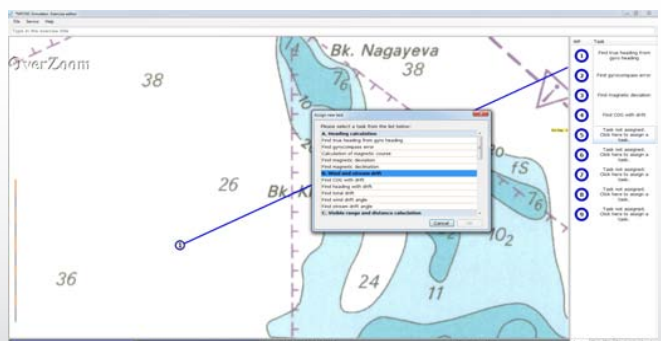 File Service Help
Type in the exercise title
OverZoom
Bk. Nagayeva
38
38
76
26
36
24
11
10₂
76
fS
20
Assign new task
Please select a task from the list below:
A. Heading calculation
Find true heading from gyro heading
Find gyrocompass error
Calculation of magnetic course
Find magnetic deviation
Find magnetic declination
B. Wind and stream drift
Find COG with drift
Find heading with drift
Find total drift
Find wind drift angle
Find stream drift angle
C. Visible range and distance calculation
Cancel
WP Task
1 Find true heading from
gyro heading
2 Find gyrocompass error
3 Find magnetic deviation
4 Find COG with drift
5 Task not assigned.
Click here to assign a
task.
6 Task not assigned.
Click here to assign a
task.
7 Task not assigned.
Click here to assign a
task.
8 Task not assigned.
Click here to assign a
task.
9 Task not assigned.
Click here to assign a
task.